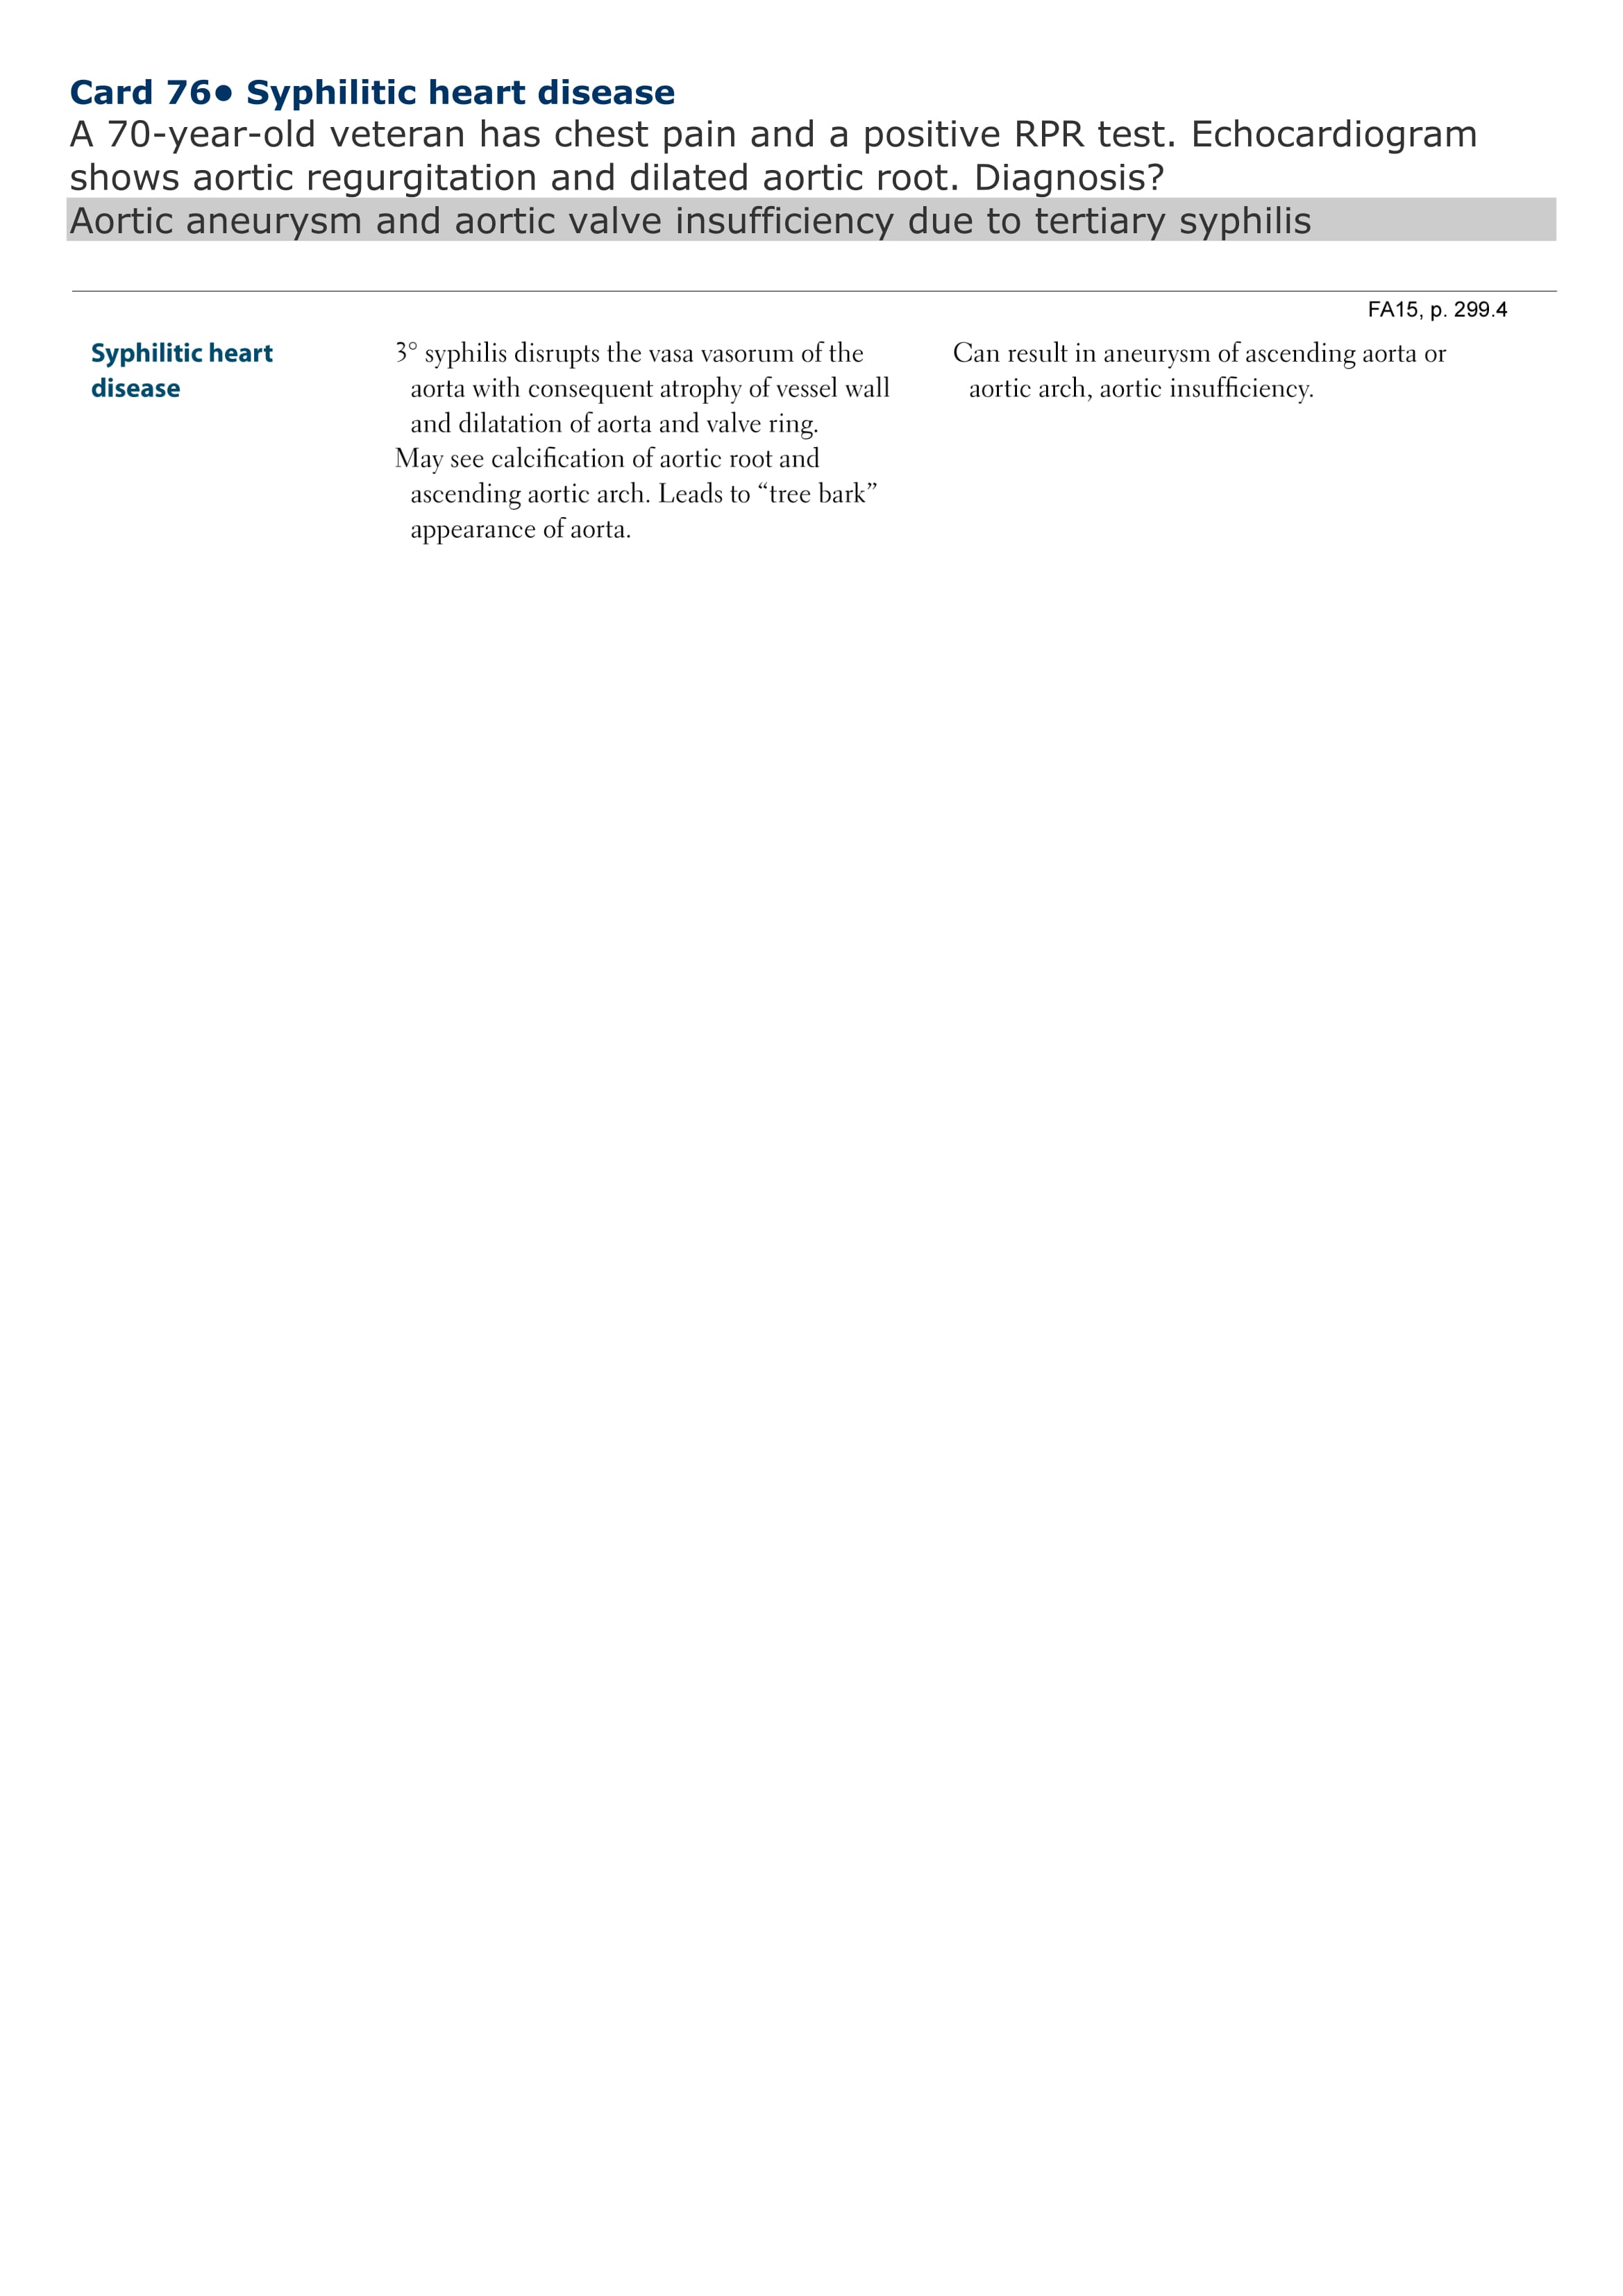 Card 76● Syphilitic heart disease
A 70-year-old veteran has chest pain and a positive RPR test. Echocardiogram
shows aortic regurgitation and dilated aortic root. Diagnosis?
Aortic aneurysm and aortic valve insufficiency due to tertiary syphilis
FA15, p. 299.4
Syphilitic heart
disease
3° syphilis disrupts the vasa vasorum of the
aorta with consequent atrophy of vessel wall
and dilatation of aorta and valve ring.
May see calcification of aortic root and
ascending aortic arch. Leads to “tree bark”
appearance of aorta.
Can result in aneurysm of ascending aorta or
aortic arch, aortic insufficiency.